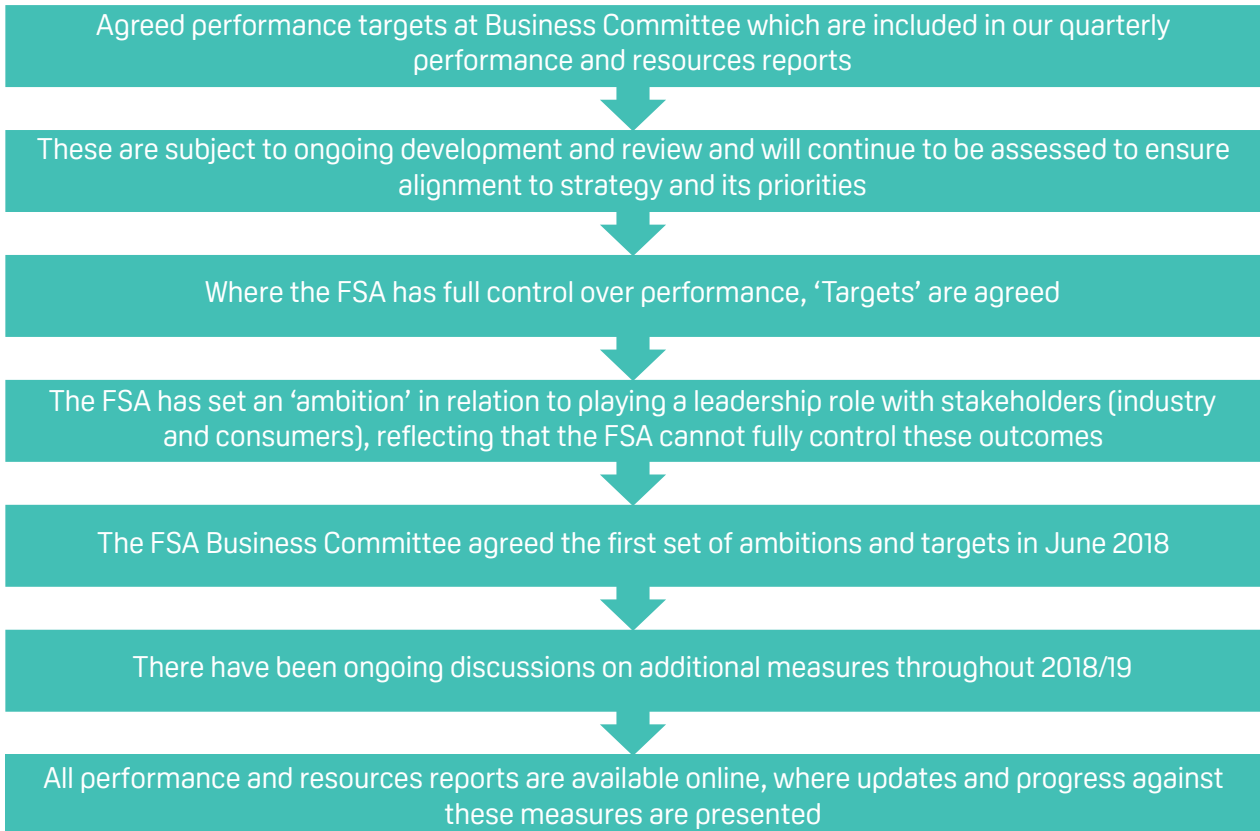 Agreed performance targets at Business Committee which are included in our quarterly
performance and resources reports
These are subject to ongoing development and review and will continue to be assessed to ensure
alignment to strategy and its priorities
Where the FSA has full control over performance, ‘Targets’ are agreed
The FSA has set an ‘ambition’ in relation to playing a leadership role with stakeholders (industry
and consumers), reflecting that the FSA cannot fully control these outcomes
The FSA Business Committee agreed the first set of ambitions and targets in June 2018
There have been ongoing discussions on additional measures throughout 2018/19
All performance and resources reports are available online, where updates and progress against
these measures are presented